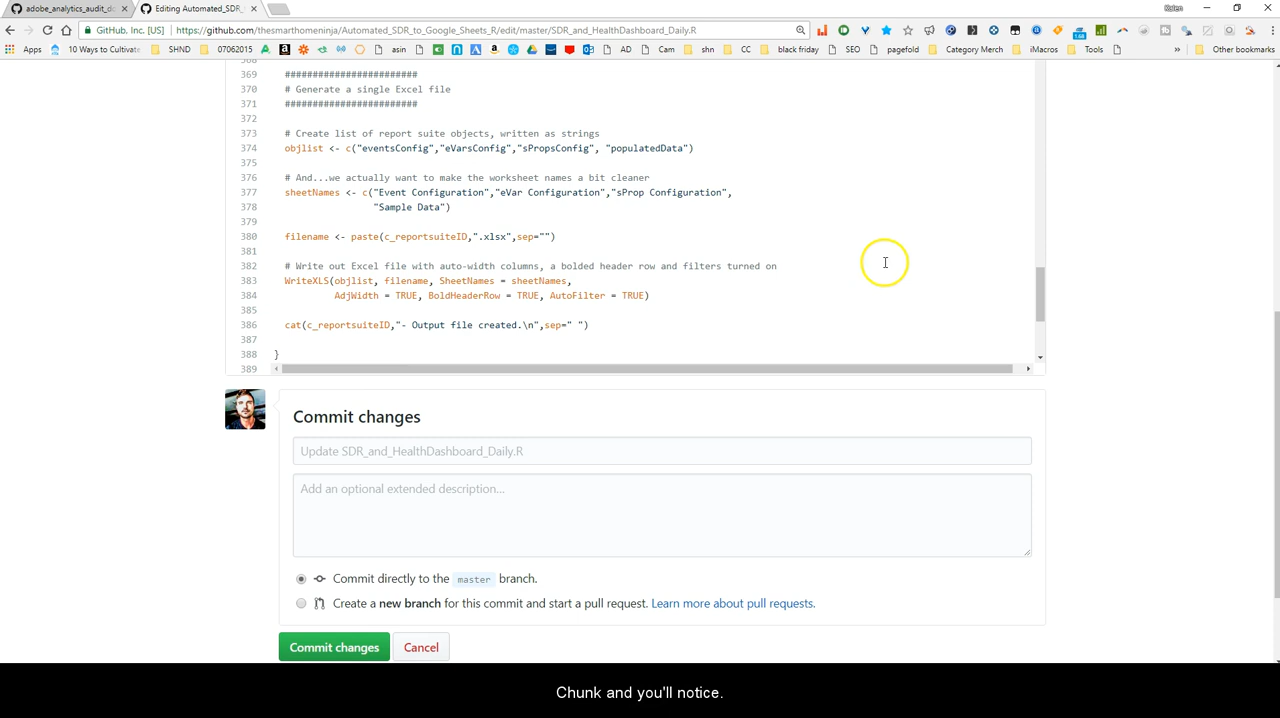 adobe_analytics_audit_do
Editing Automated_SDR_
GitHub, Inc. [US]
https://github.com/thesmarthomeninja/Automated_SDR_to_Google_Sheets_R/edit/master/SDR_and_HealthDashboard_Daily.R
Apps 10 Ways to Cultivate SHND 07062015 asin AD Cam shn CC black friday SEO pagefold Category Merch iMacros Tools » Other bookmarks
368
369 ########################
370 # Generate a single Excel file
371 ########################
372
373 # Create list of report suite objects, written as strings
374 objlist <- c("eventsConfig","eVarsConfig","sPropsConfig", "populatedData")
375
376 # And...we actually want to make the worksheet names a bit cleaner
377 sheetNames <- c("Event Configuration","eVar Configuration","sProp Configuration",
378 "Sample Data")
379
380 filename <- paste(c_reportsuiteID,".xlsx",sep="")
381
382 # Write out Excel file with auto-width columns, a bolded header row and filters turned on
383 WriteXLS(objlist, filename, SheetNames = sheetNames,
384 AdjWidth = TRUE, BoldHeaderRow = TRUE, AutoFilter = TRUE)
385
386 cat(c_reportsuiteID,"- Output file created.\n",sep=" ")
387
388 }
389
Commit changes
Update SDR_and_HealthDashboard_Daily.R
Add an optional extended description...
Commit directly to the master branch.
Create a new branch for this commit and start a pull request. Learn more about pull requests.
Commit changes Cancel
Chunk and you'll notice.